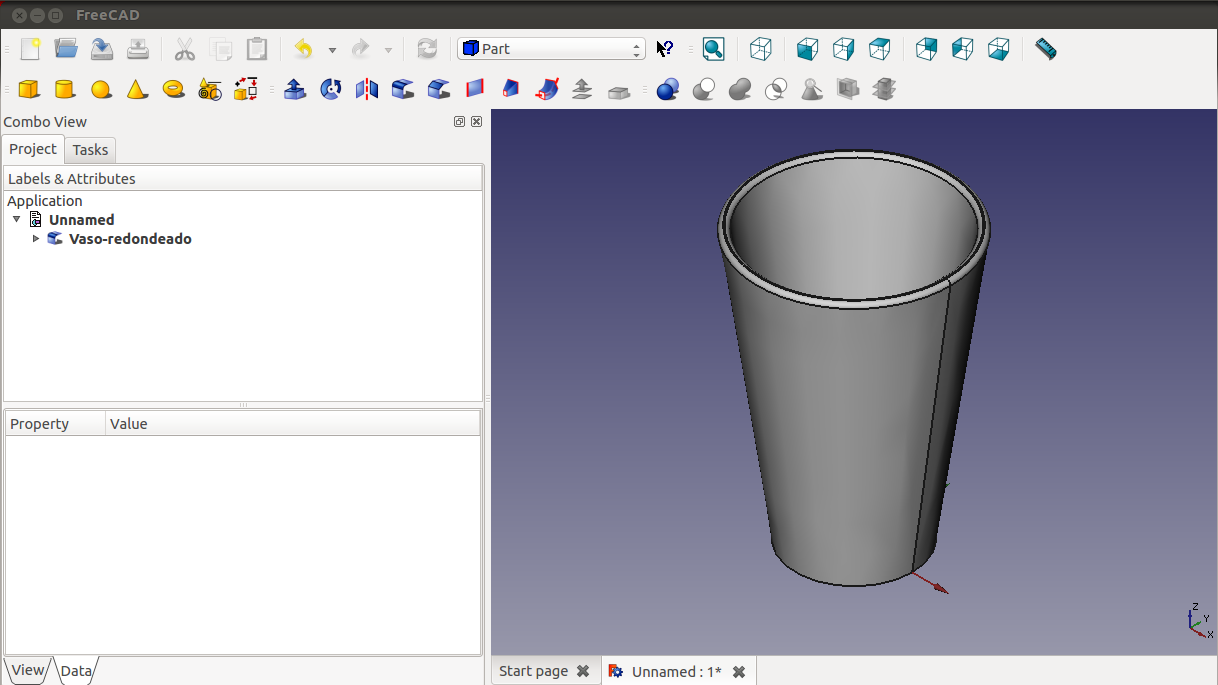 FreeCAD
Part
Combo View
Project
Tasks
Labels & Attributes
Application
Unnamed
Vaso-redondeado
Property
Value
View
Data
Z
Y
X
Start page
Unnamed : 1*